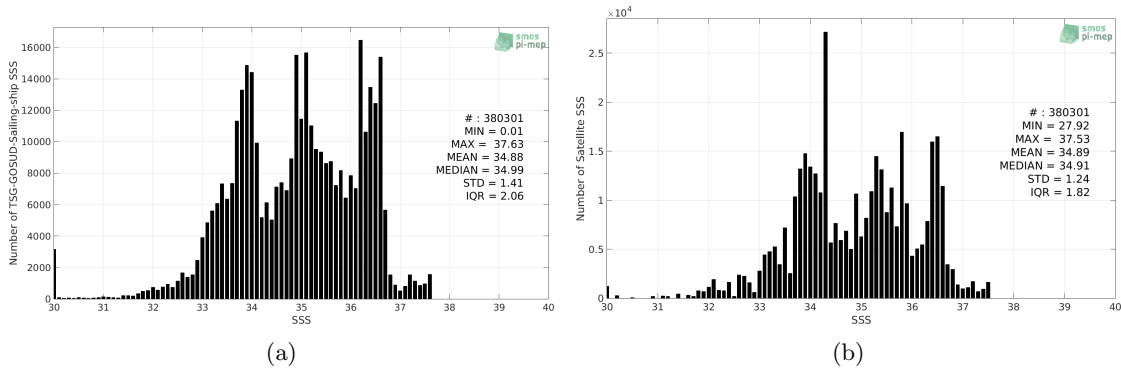 Number of TSG-GOSUD-Sailing-ship SSS
16000
14000
12000
10000
8000
6000
4000
2000
0
30 31 32 33 34 35 36 37 38 39 40
SSS
smos
pi-mep
# : 380301
MIN = 0.01
MAX = 37.63
MEAN = 34.88
MEDIAN = 34.99
STD = 1.41
IQR = 2.06
(a)
×10⁴
Number of Satellite SSS
2.5
2
1.5
1
0.5
0
30 31 32 33 34 35 36 37 38 39 40
SSS
smos
pi-mep
# : 380301
MIN = 27.92
MAX = 37.53
MEAN = 34.89
MEDIAN = 34.91
STD = 1.24
IQR = 1.82
(b)